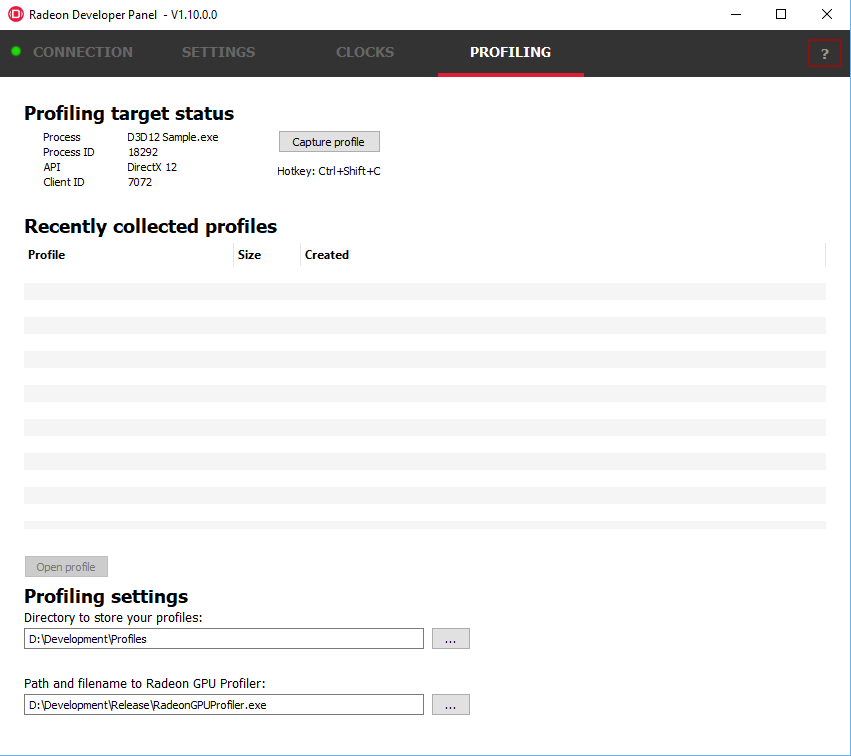 Radeon Developer Panel - V1.10.0.0
CONNECTION SETTINGS CLOCKS PROFILING ?
Profiling target status
Process D3D12 Sample.exe Capture profile
Process ID 18292
API DirectX 12 Hotkey: Ctrl+Shift+C
Client ID 7072
Recently collected profiles
Profile Size Created
Open profile
Profiling settings
Directory to store your profiles:
D:\Development\Profiles ...
Path and filename to Radeon GPU Profiler:
D:\Development\Release\RadeonGPUProfiler.exe ...